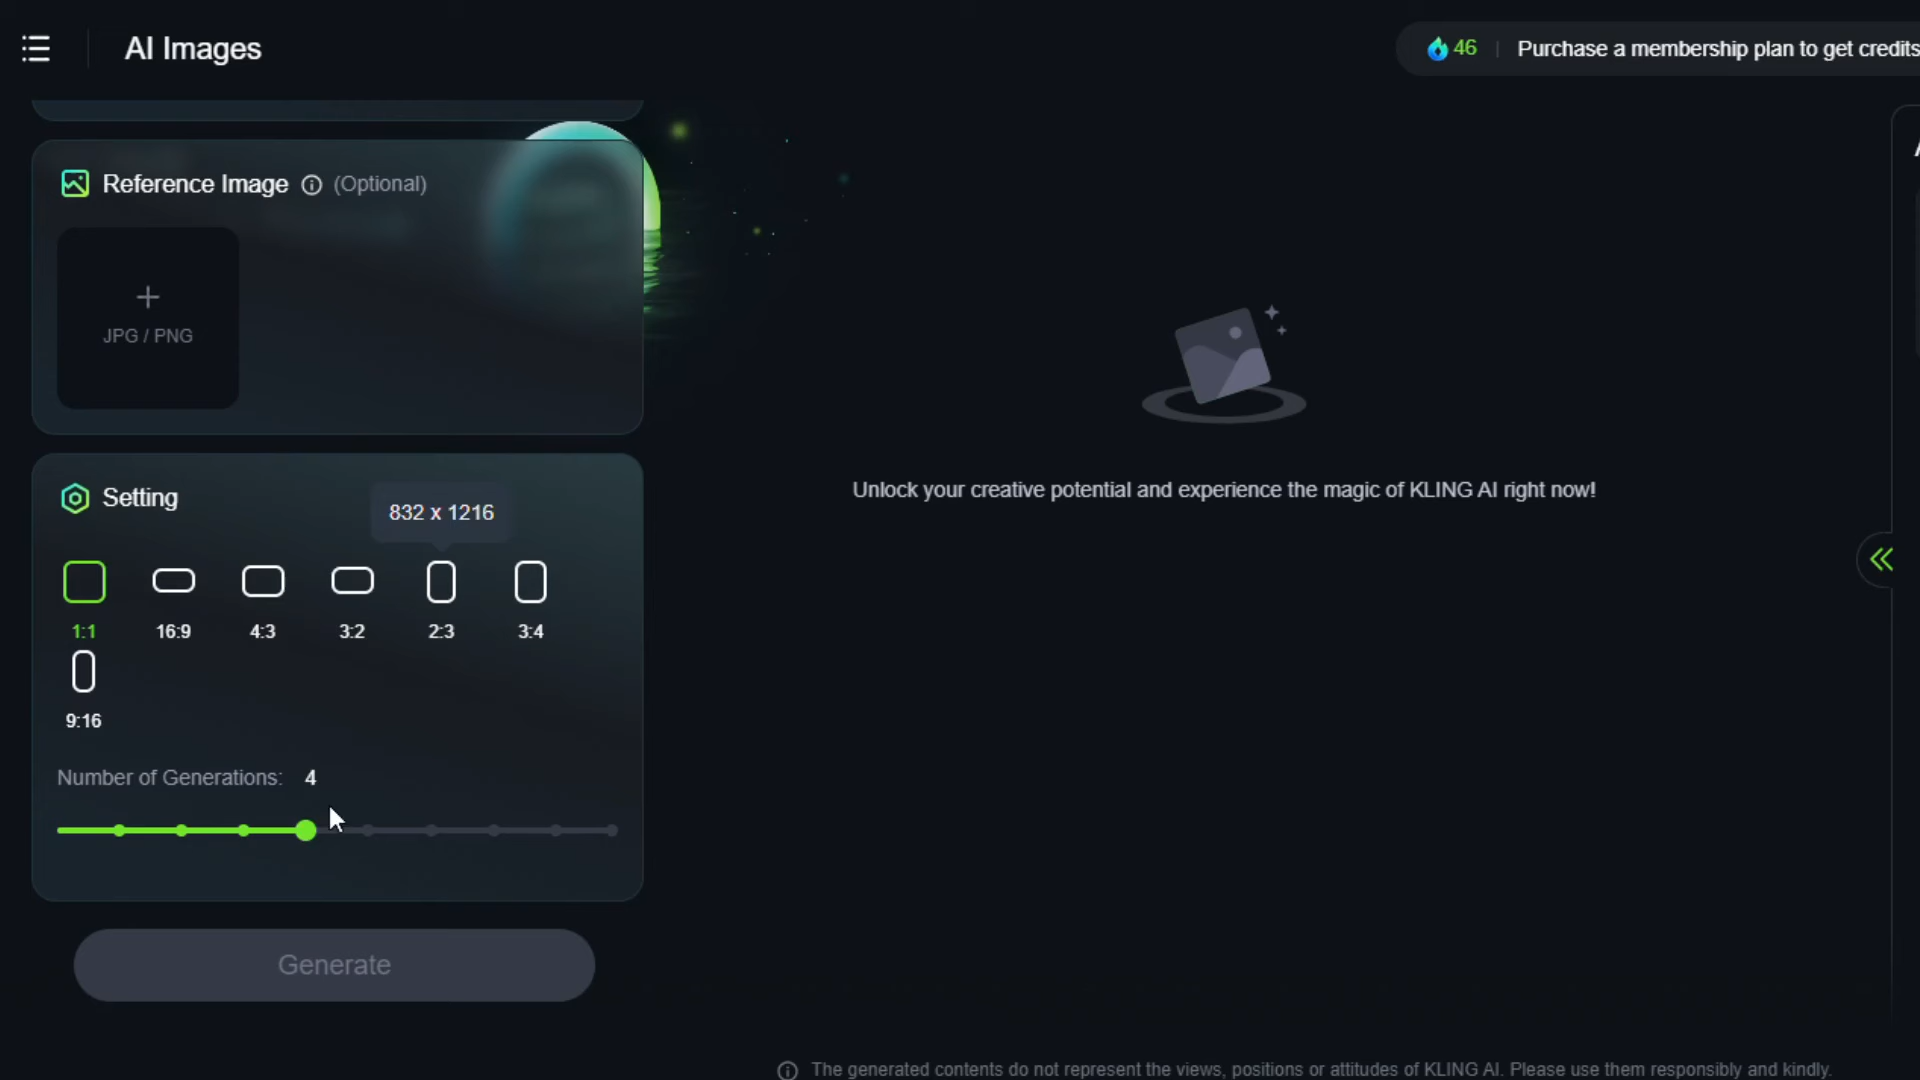 AI Images
46
Purchase a membership plan to get credits
Reference Image (Optional)
JPG / PNG
Setting
832 x 1216
1:1 16:9 4:3 3:2 2:3 3:4
9:16
Number of Generations: 4
Generate
Unlock your creative potential and experience the magic of KLING AI right now!
The generated contents do not represent the views, positions or attitudes of KLING AI. Please use them responsibly and kindly.